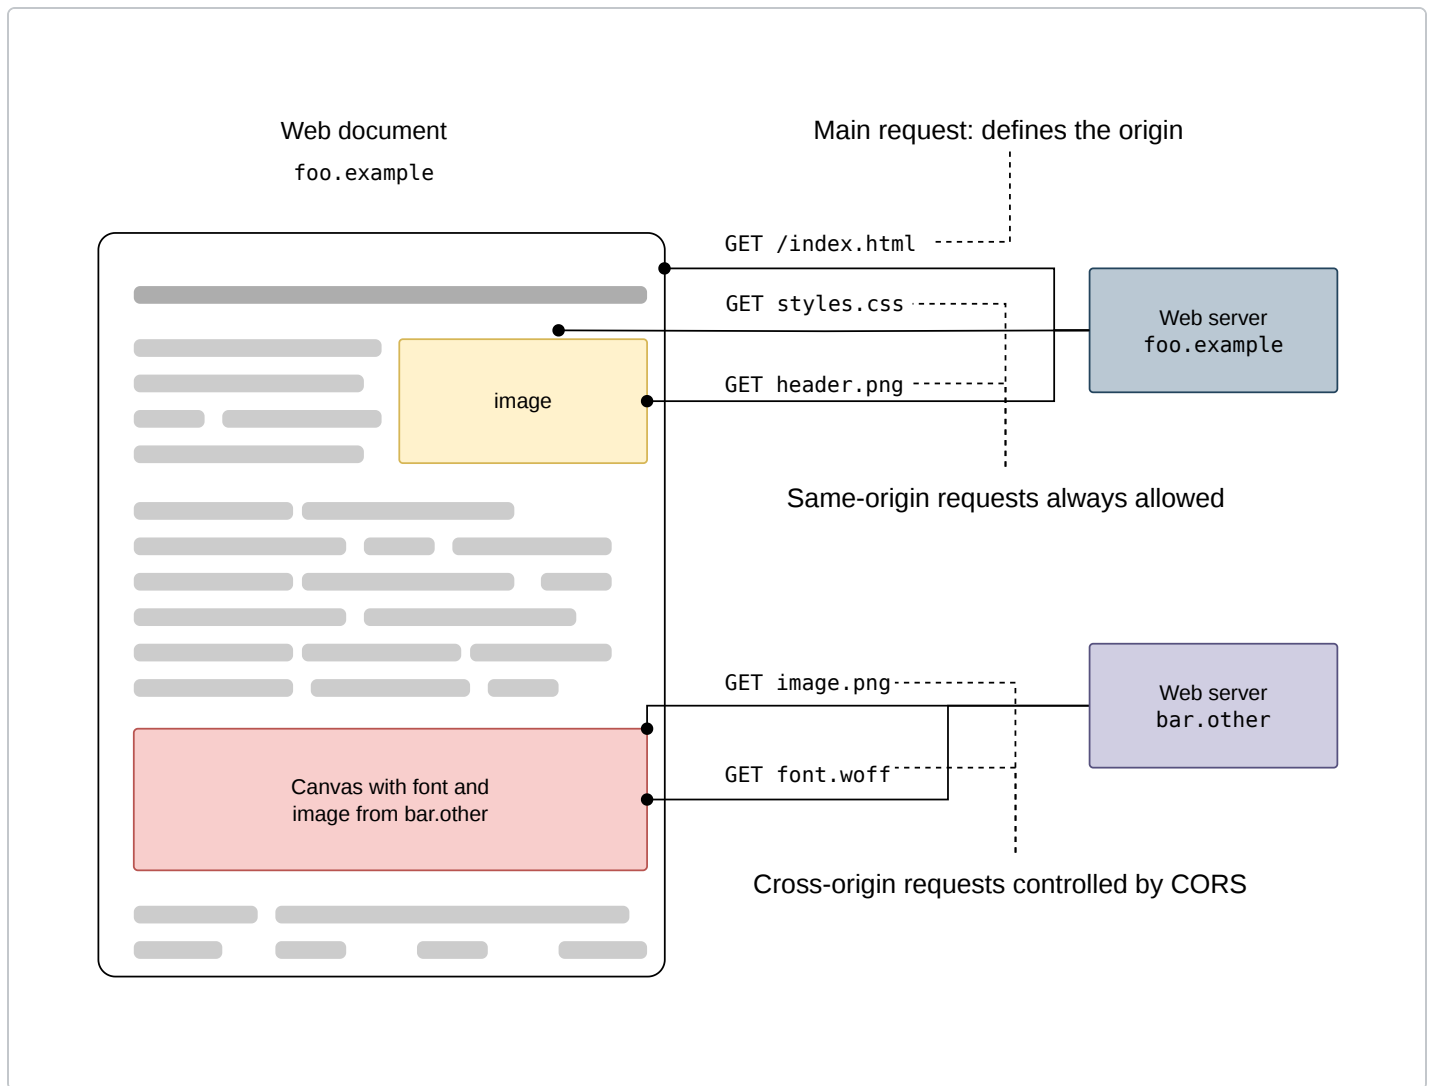 Web document
foo.example
Main request: defines the origin
GET /index.html
GET styles.css
Web server
foo.example
GET header.png
image
Same-origin requests always allowed
GET image.png
Web server
bar.other
GET font.woff
Canvas with font and
image from bar.other
Cross-origin requests controlled by CORS